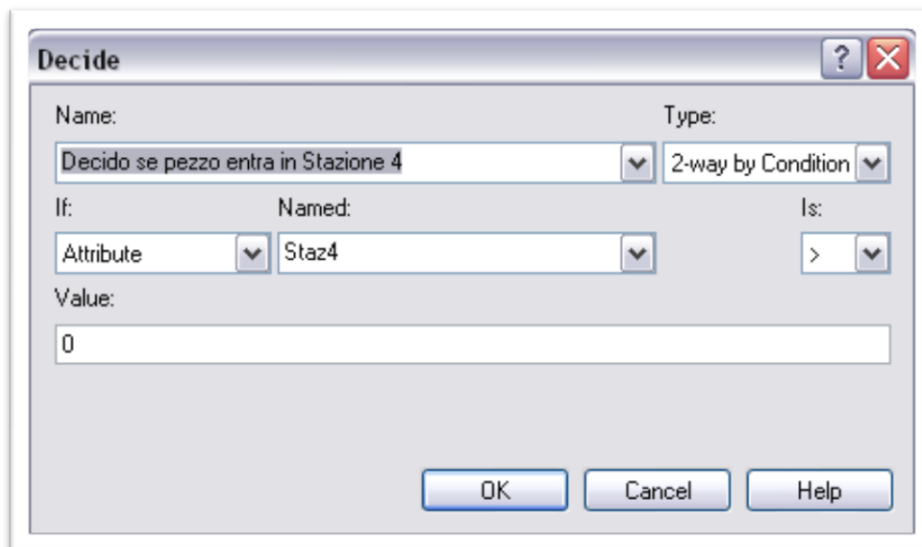 Decide
Name: Type:
Decido se pezzo entra in Stazione 4 2-way by Condition
If: Named: Is:
Attribute Staz4 >
Value:
0
OK Cancel Help